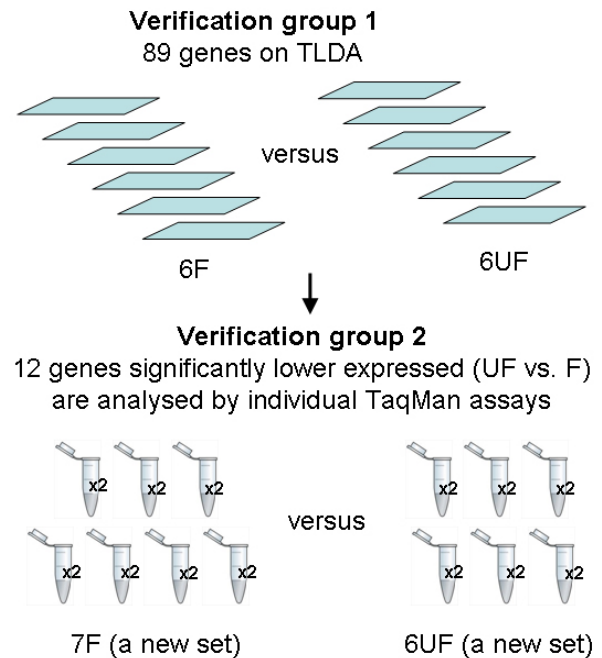 Verification group 1
89 genes on TLDA
versus
6F
6UF
Verification group 2
12 genes significantly lower expressed (UF vs. F)
are analysed by individual TaqMan assays
x2 x2 x2
x2 x2 x2
versus
x2 x2 x2 x2
x2 x2 x2
7F (a new set)
6UF (a new set)